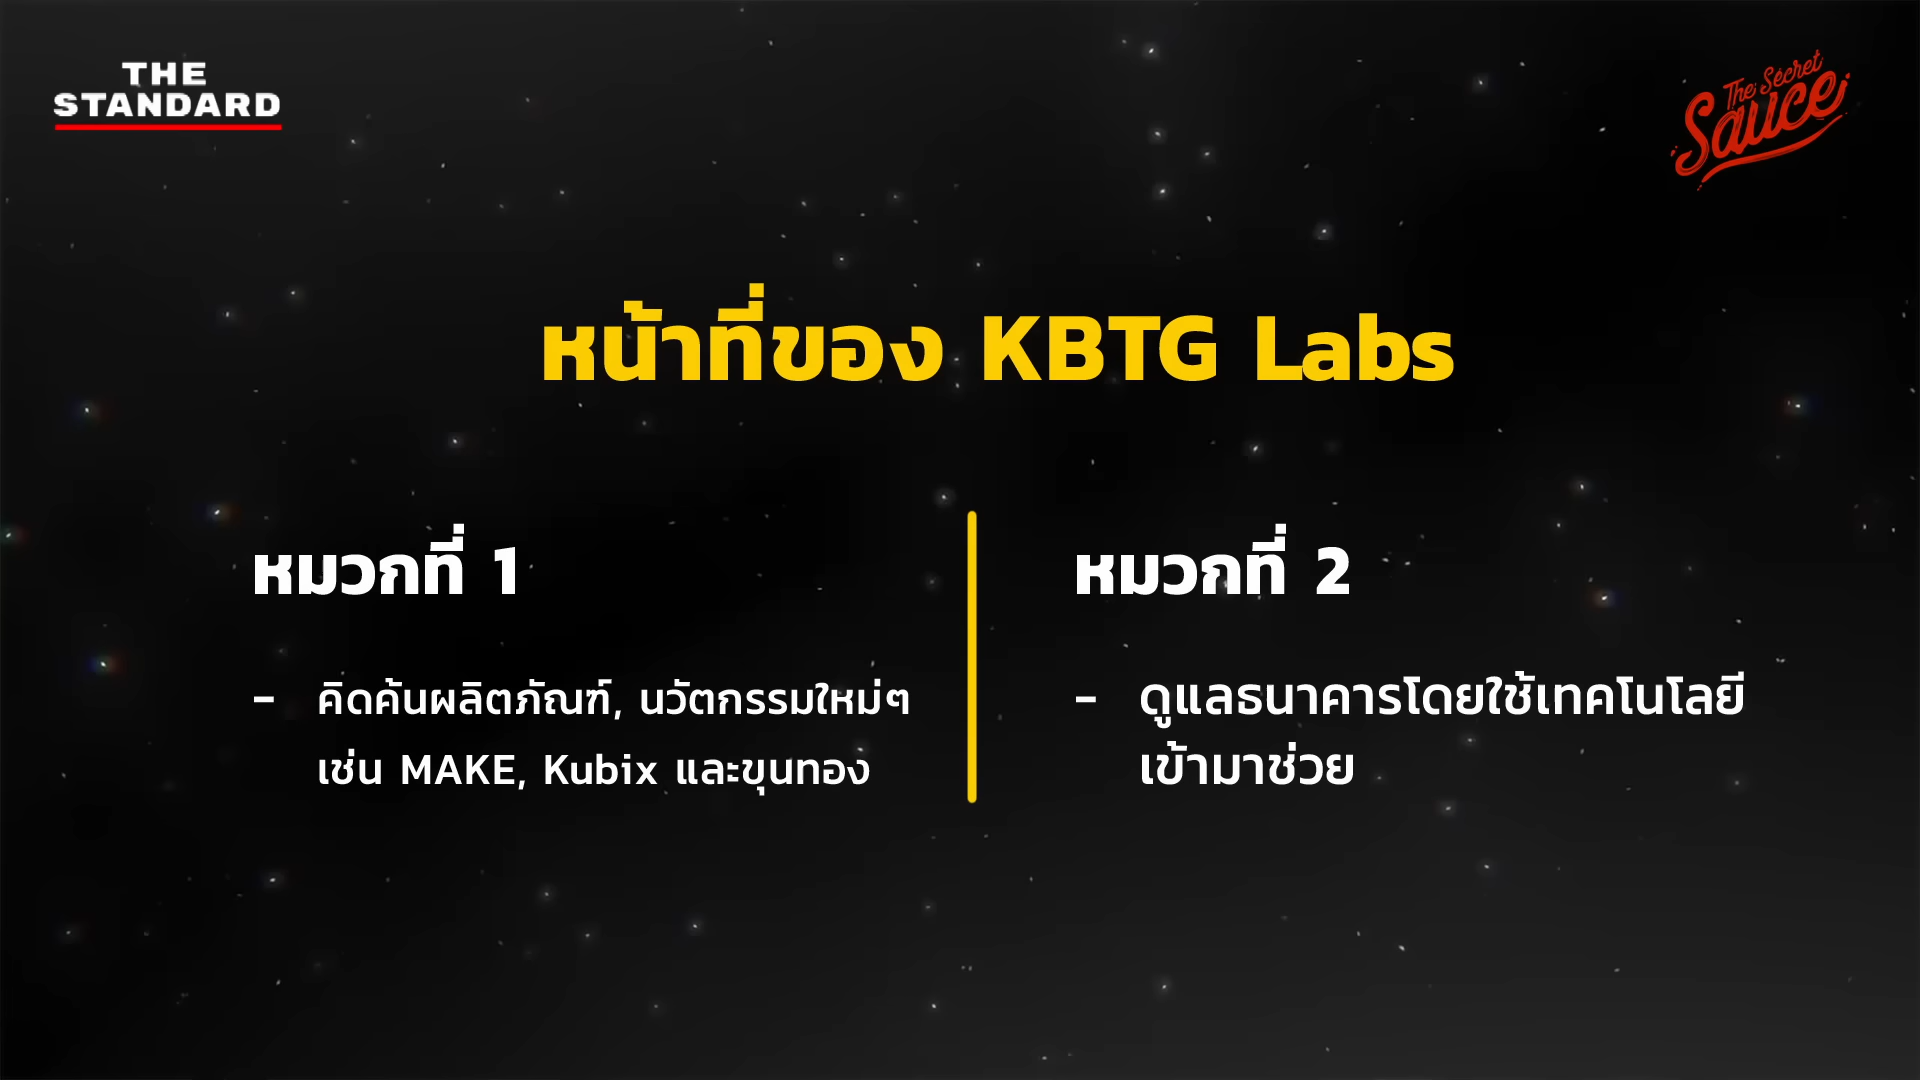 THE
STANDARD
The Secret
Sauce
หน้าที่ของ KBTG Labs
หมวกที่ 1
- คิดค้นผลิตภัณฑ์, นวัตกรรมใหม่ๆ
เช่น MAKE, Kubix และขุนทอง
หมวกที่ 2
- ดูแลธนาคารโดยใช้เทคโนโลยี
เข้ามาช่วย